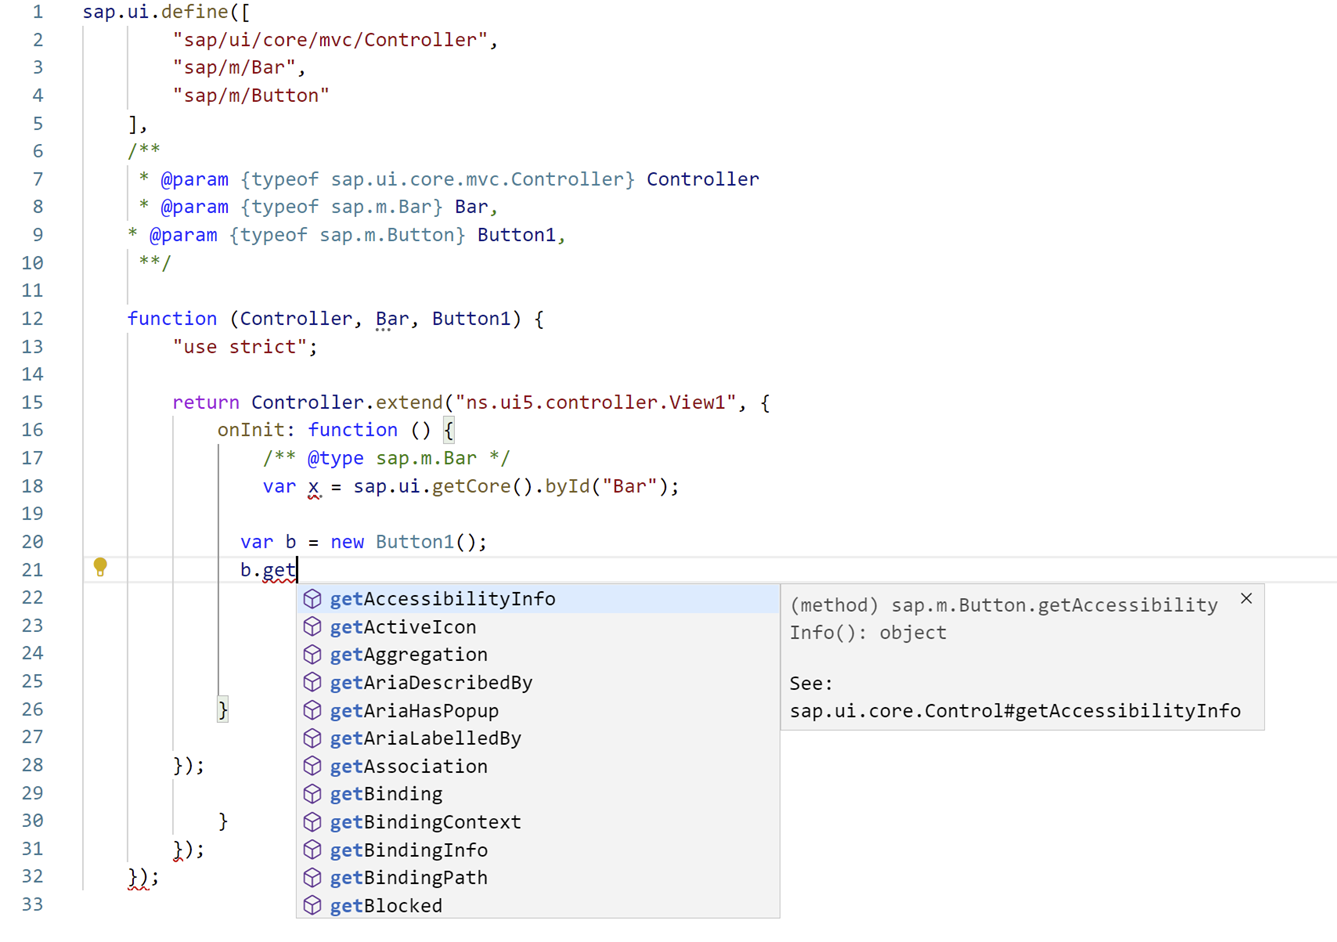 1 sap.ui.define([
2 "sap/ui/core/mvc/Controller",
3 "sap/m/Bar",
4 "sap/m/Button"
5 ],
6 /**
7 * @param {typeof sap.ui.core.mvc.Controller} Controller
8 * @param {typeof sap.m.Bar} Bar,
9 * @param {typeof sap.m.Button} Button1,
10 **/
11
12 function (Controller, Bar, Button1) {
13 "use strict";
14
15 return Controller.extend("ns.ui5.controller.View1", {
16 onInit: function () {
17 /** @type sap.m.Bar */
18 var x = sap.ui.getCore().byId("Bar");
19
20 var b = new Button1();
21 b.get
22
23
24
25
26 }
27
28 });
29
30 }
31 });
32 });
33
getAccessibilityInfo
getActiveIcon
getAggregation
getAriaDescribedBy
getAriaHasPopup
getAriaLabelledBy
getAssociation
getBinding
getBindingContext
getBindingInfo
getBindingPath
getBlocked
(method) sap.m.Button.getAccessibility
Info(): object
See:
sap.ui.core.Control#getAccessibilityInfo